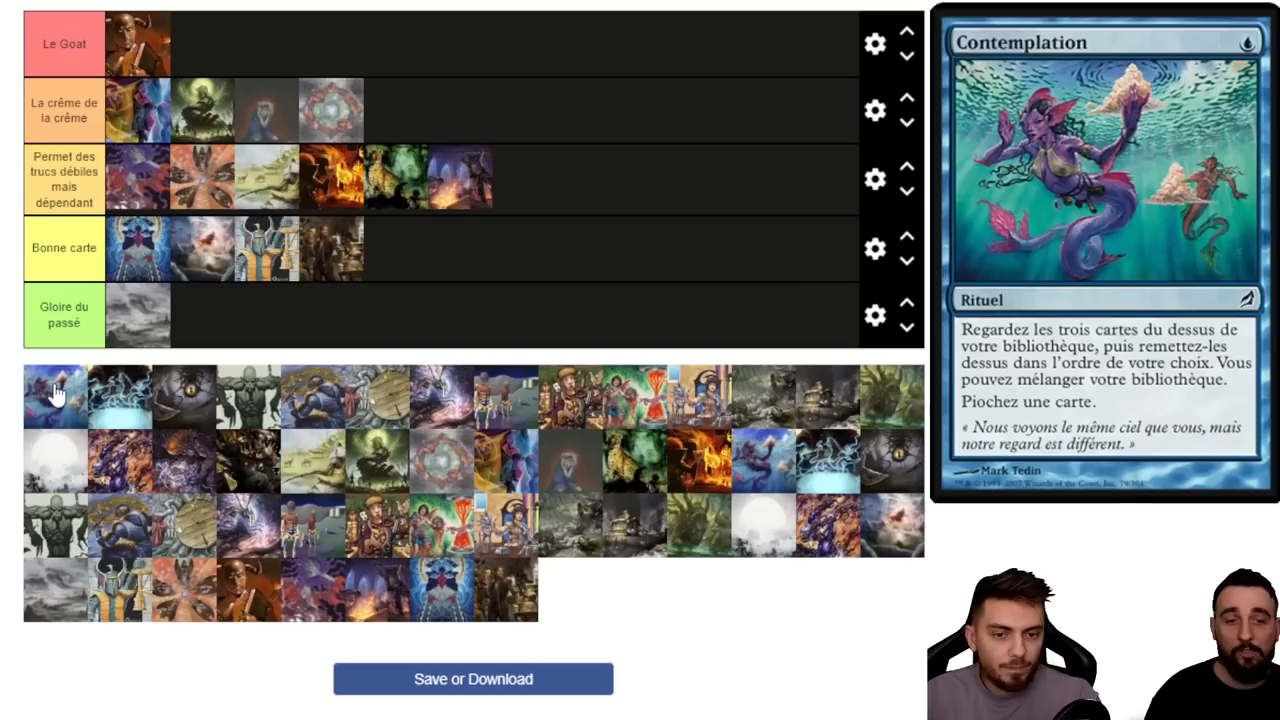 Le Goat
La crême de
la crême
Permet des
trucs débiles
mais
dépendant
Bonne carte
Gloire du
passé
Save or Download
Contemplation
Rituel
Regardez les trois cartes du dessus de
votre bibliothèque, puis remettez-les
dessus dans l'ordre de votre choix. Vous
pouvez mélanger votre bibliothèque.
Piochez une carte.
« Nous voyons le même ciel que vous, mais
notre regard est différent. »
Mark Tedin